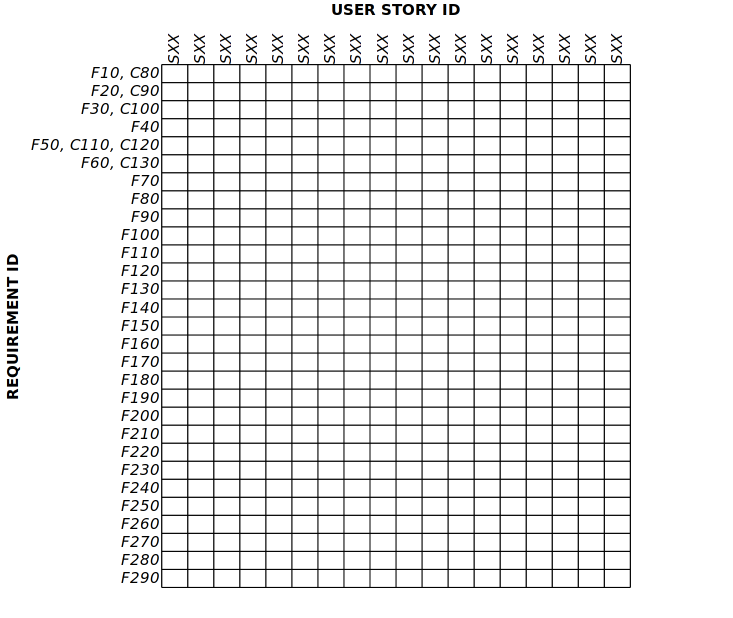 USER STORY ID
SXX SXX SXX SXX SXX SXX SXX SXX SXX SXX SXX SXX SXX SXX SXX SXX SXX SXX
REQUIREMENT ID
F10, C80
F20, C90
F30, C100
F40
F50, C110, C120
F60, C130
F70
F80
F90
F100
F110
F120
F130
F140
F150
F160
F170
F180
F190
F200
F210
F220
F230
F240
F250
F260
F270
F280
F290